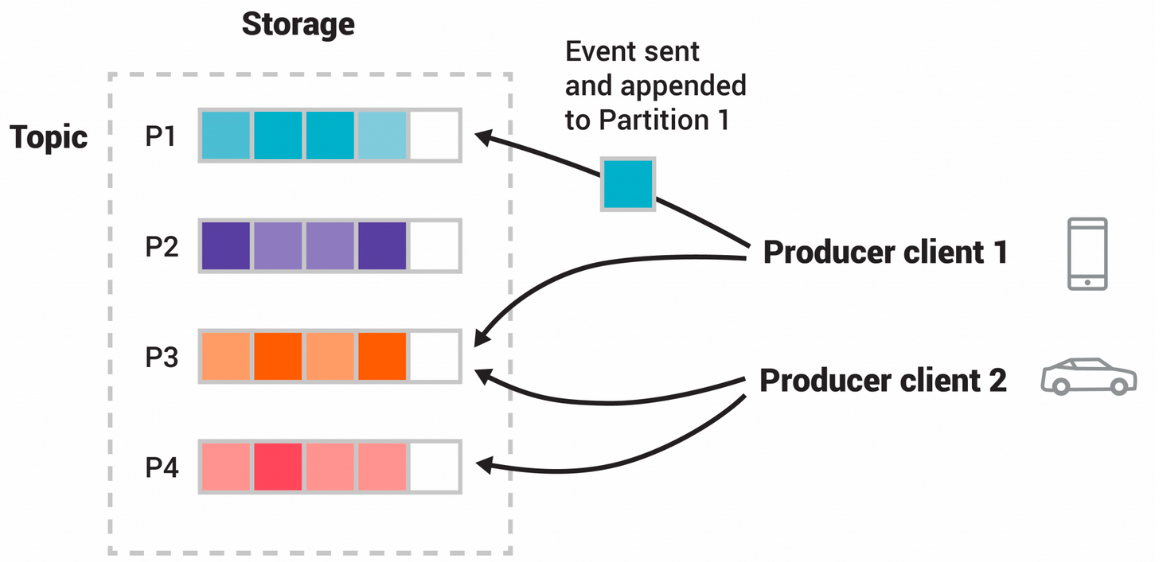 Storage
Event sent
and appended
to Partition 1
Topic
P1
P2
Producer client 1
P3
Producer client 2
P4